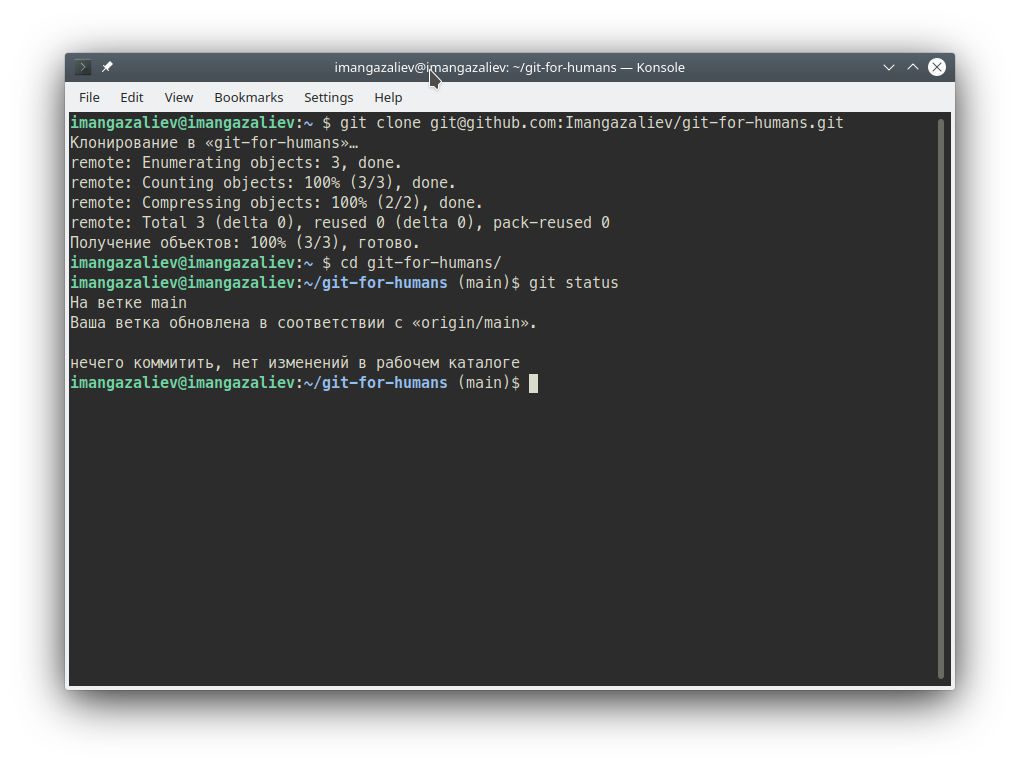 imangazaliev@imangazaliev: ~/git-for-humans — Konsole
File Edit View Bookmarks Settings Help
imangazaliev@imangazaliev:~ $ git clone git@github.com:Imangazaliev/git-for-humans.git
Клонирование в «git-for-humans»…
remote: Enumerating objects: 3, done.
remote: Counting objects: 100% (3/3), done.
remote: Compressing objects: 100% (2/2), done.
remote: Total 3 (delta 0), reused 0 (delta 0), pack-reused 0
Получение объектов: 100% (3/3), готово.
imangazaliev@imangazaliev:~ $ cd git-for-humans/
imangazaliev@imangazaliev:~/git-for-humans (main)$ git status
На ветке main
Ваша ветка обновлена в соответствии с «origin/main».
нечего коммитить, нет изменений в рабочем каталоге
imangazaliev@imangazaliev:~/git-for-humans (main)$